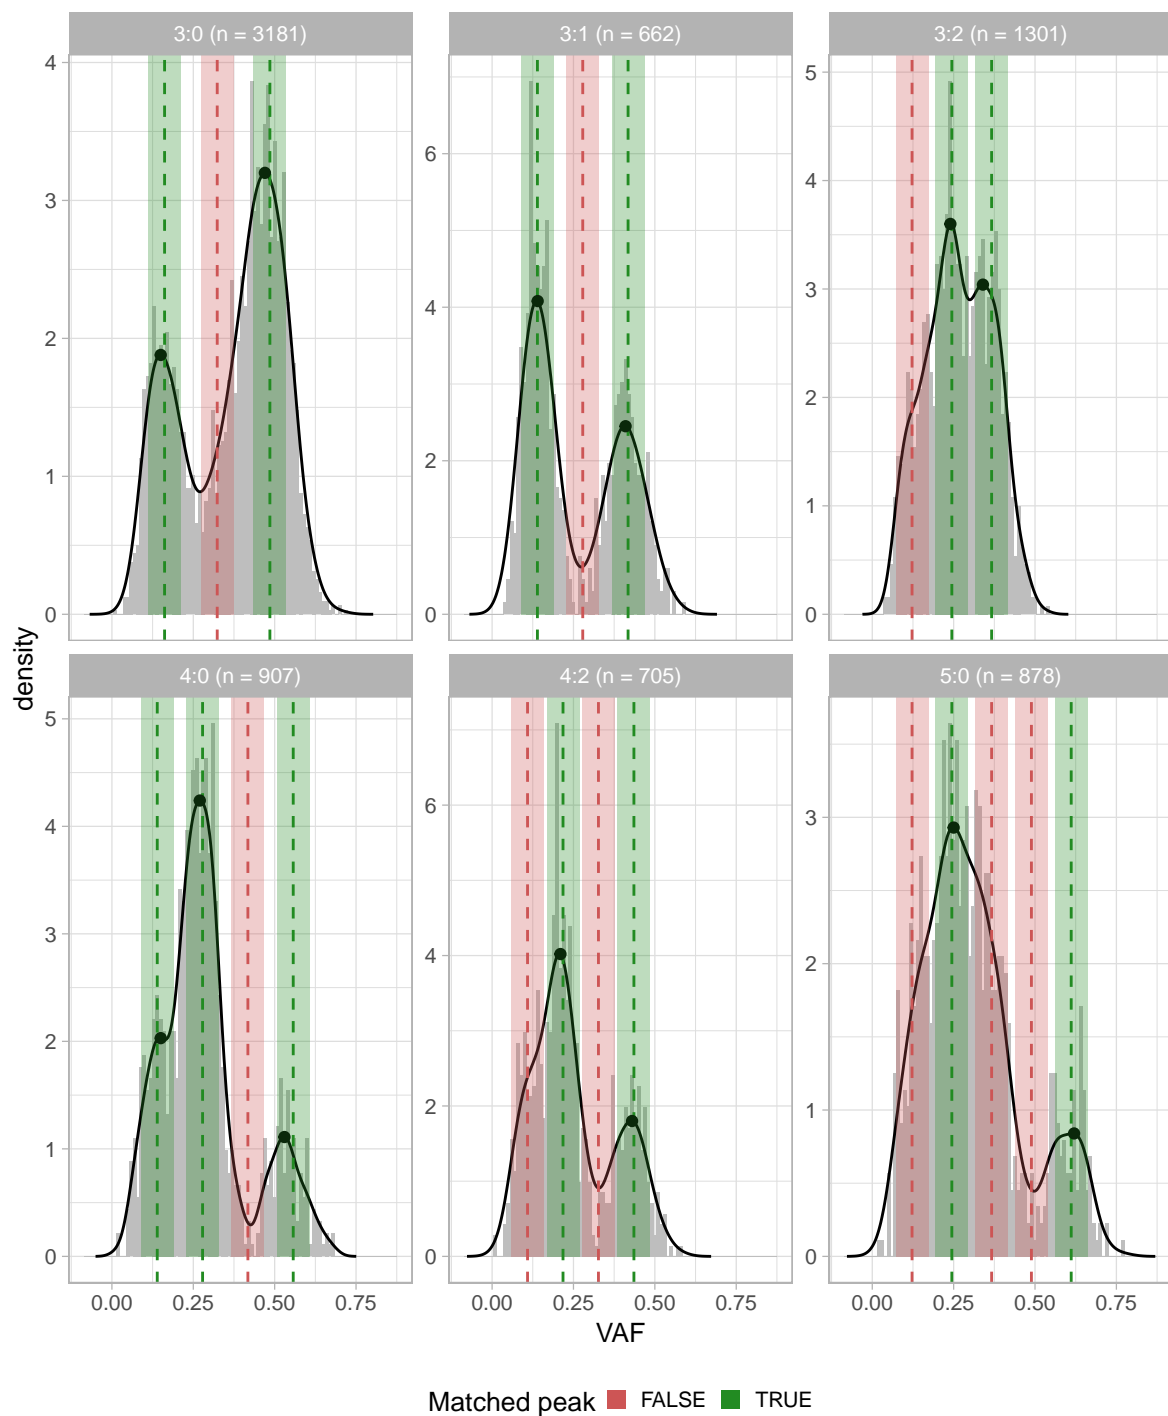 3:0 (n = 3181)
3:1 (n = 662)
3:2 (n = 1301)
4
3
2
1
0
6
4
2
0
5
4
3
2
1
0
density
4:0 (n = 907)
4:2 (n = 705)
5:0 (n = 878)
5
4
3
2
1
0
6
4
2
0
3
2
1
0
0.00 0.25 0.50 0.75
0.00 0.25 0.50 0.75
0.00 0.25 0.50 0.75
VAF
Matched peak FALSE TRUE